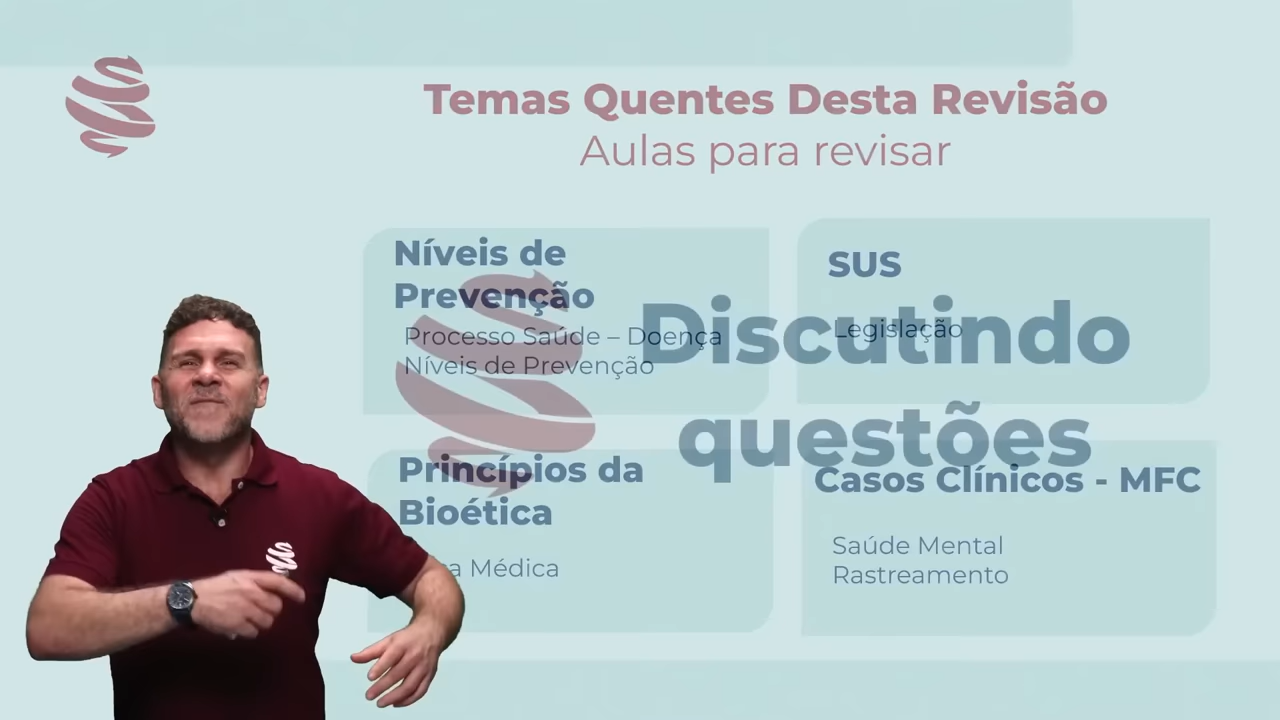 Temas Quentes Desta Revisão
Aulas para revisar
Níveis de
Prevenção
Processo Saúde – Doença
Níveis de Prevenção
SUS
Legislação
Discutindo
questões
Princípios da
Bioética
Médica
Casos Clínicos - MFC
Saúde Mental
Rastreamento